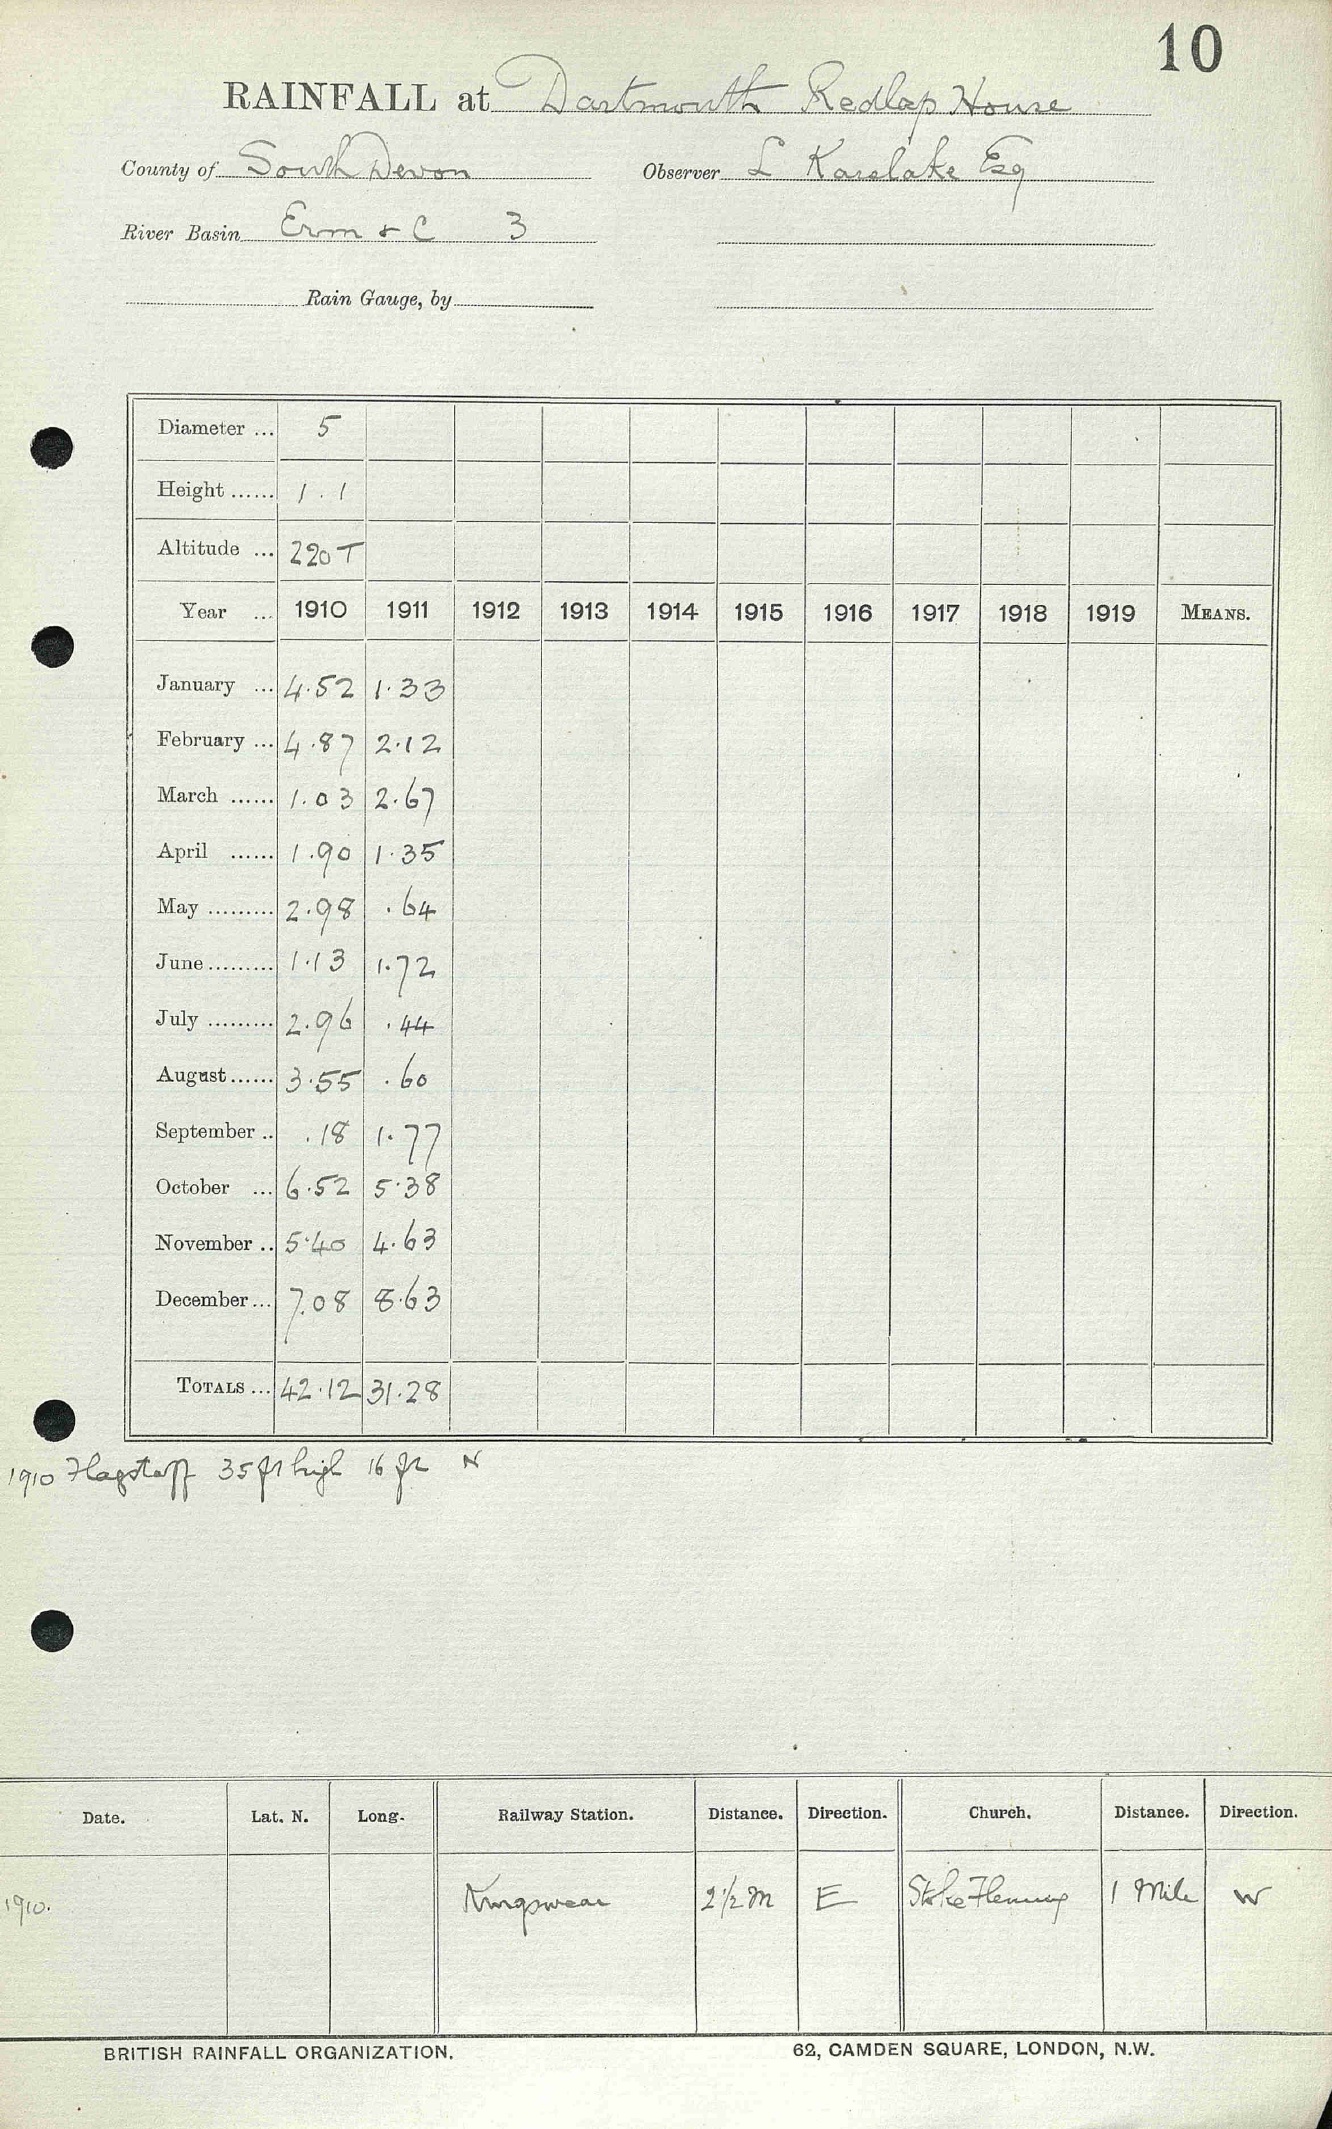 10
RAINFALL at Dartmouth Redlap House
County of South Devon Observer L Karslake Esq
River Basin Erm & C 3
Rain Gauge, by
Diameter ... 5
Height ...... 1.1
Altitude ... 220 T
Year ... 1910 1911 1912 1913 1914 1915 1916 1917 1918 1919 MEANS.
January ... 4.52 1.33
February ... 4.87 2.12
March ...... 1.03 2.67
April ...... 1.90 1.35
May ......... 2.98 .64
June ......... 1.13 1.72
July ......... 2.96 .44
August ...... 3.55 .60
September .. .18 1.77
October ... 6.52 5.38
November .. 5.40 4.63
December ... 7.08 8.63
TOTALS ... 42.12 31.28
1910 Flagstaff 35 ft high 16 ft N
Date. Lat. N. Long. Railway Station. Distance. Direction. Church. Distance. Direction.
1910. Kingswear 2½ M E Stoke Fleming 1 Mile W
BRITISH RAINFALL ORGANIZATION. 62, CAMDEN SQUARE, LONDON, N.W.